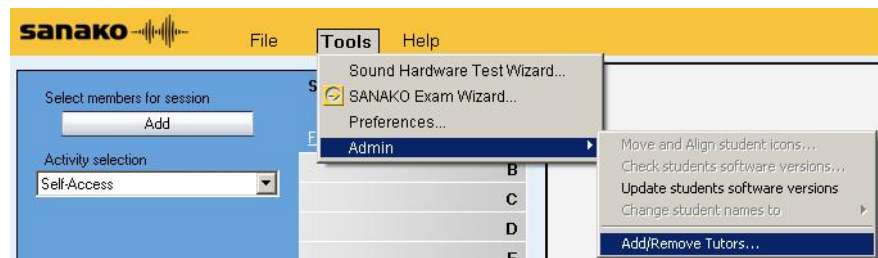 sanako
File Tools Help
Sound Hardware Test Wizard...
SANAKO Exam Wizard...
Preferences...
Admin
Select members for session
Add
Activity selection
Self-Access
S
F
B
C
D
E
Move and Align student icons...
Check students software versions...
Update students software versions
Change student names to
Add/Remove Tutors...